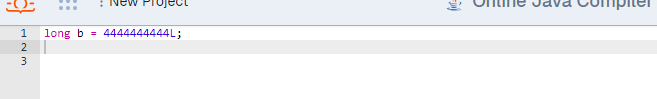 New Project
Online Java Compiler
1 long b = 4444444444L;
2
3